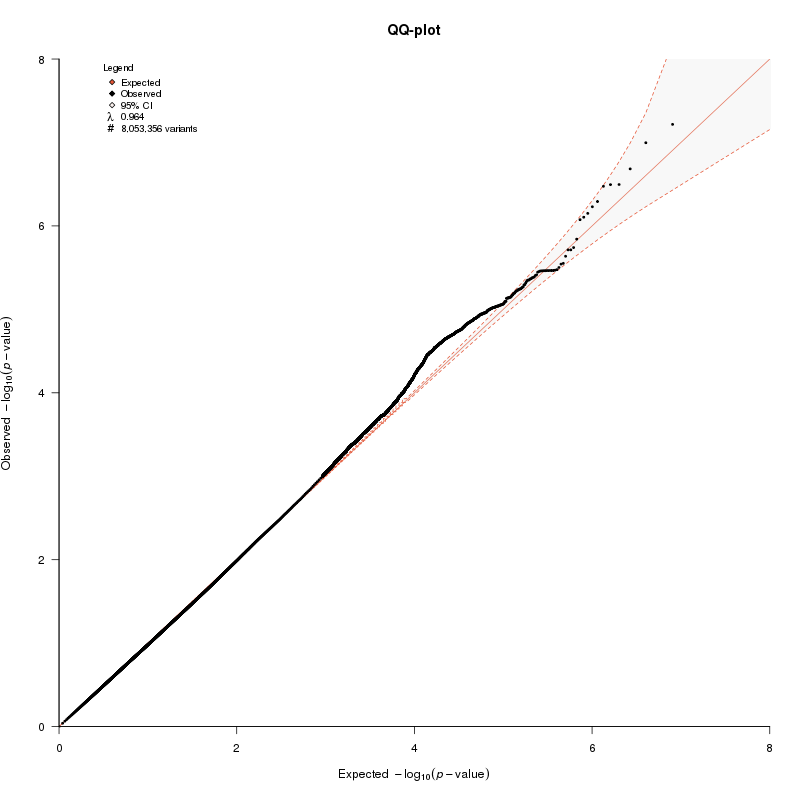 QQ-plot
Legend
Expected
Observed
95% CI
λ 0.964
# 8,053,356 variants
8
6
4
2
0
Observed −log10(p−value)
0 2 4 6 8
Expected −log10(p−value)